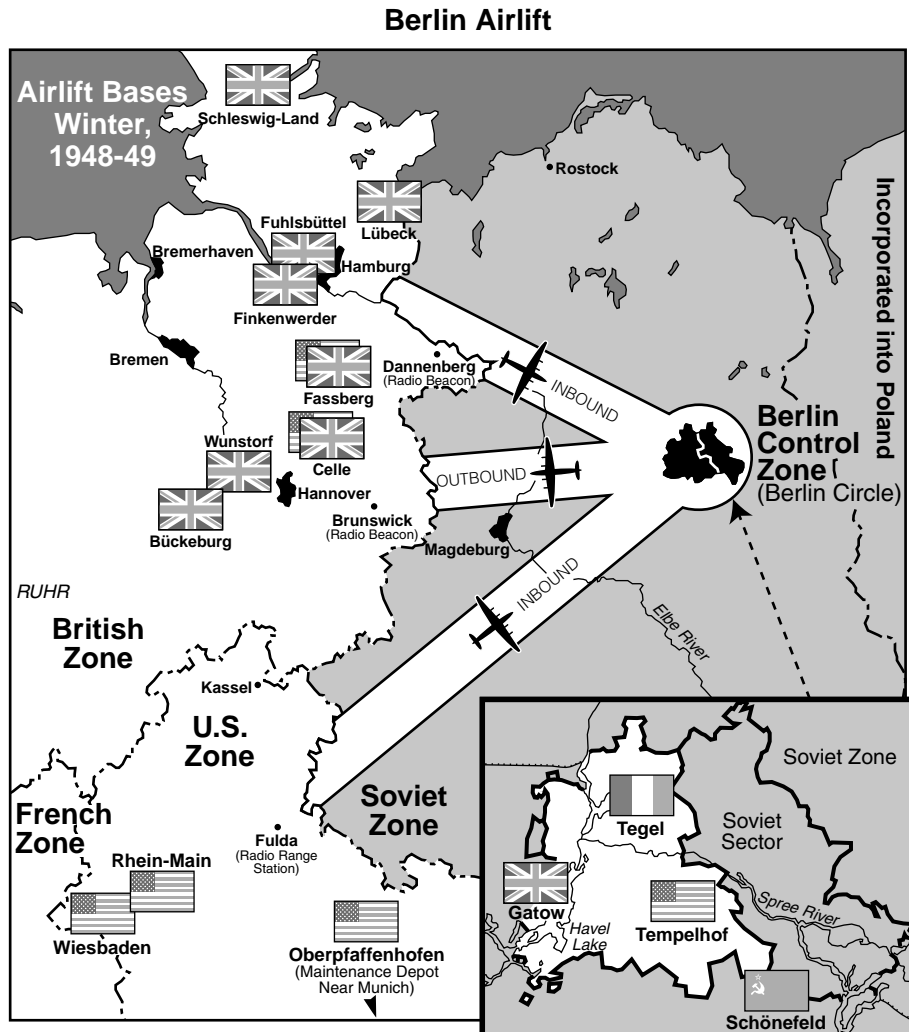 Berlin Airlift
Airlift Bases
Winter,
1948-49
Schleswig-Land
Rostock
Incorporated into Poland
Lübeck
Fuhlsbüttel
Bremerhaven
Hamburg
Finkenwerder
Bremen
Dannenberg
(Radio Beacon)
INBOUND
Fassberg
Berlin
Control
Zone
(Berlin Circle)
Wunstorf
Celle
OUTBOUND
Hannover
Brunswick
(Radio Beacon)
Bückeburg
Magdeburg
INBOUND
RUHR
Elbe River
British
Zone
Kassel
U.S.
Zone
French
Zone
Soviet
Zone
Fulda
(Radio Range
Station)
Rhein-Main
Wiesbaden
Oberpfaffenhofen
(Maintenance Depot
Near Munich)
Soviet Zone
Tegel
Soviet
Sector
Gatow
Havel
Lake
Tempelhof
Spree River
Schönefeld